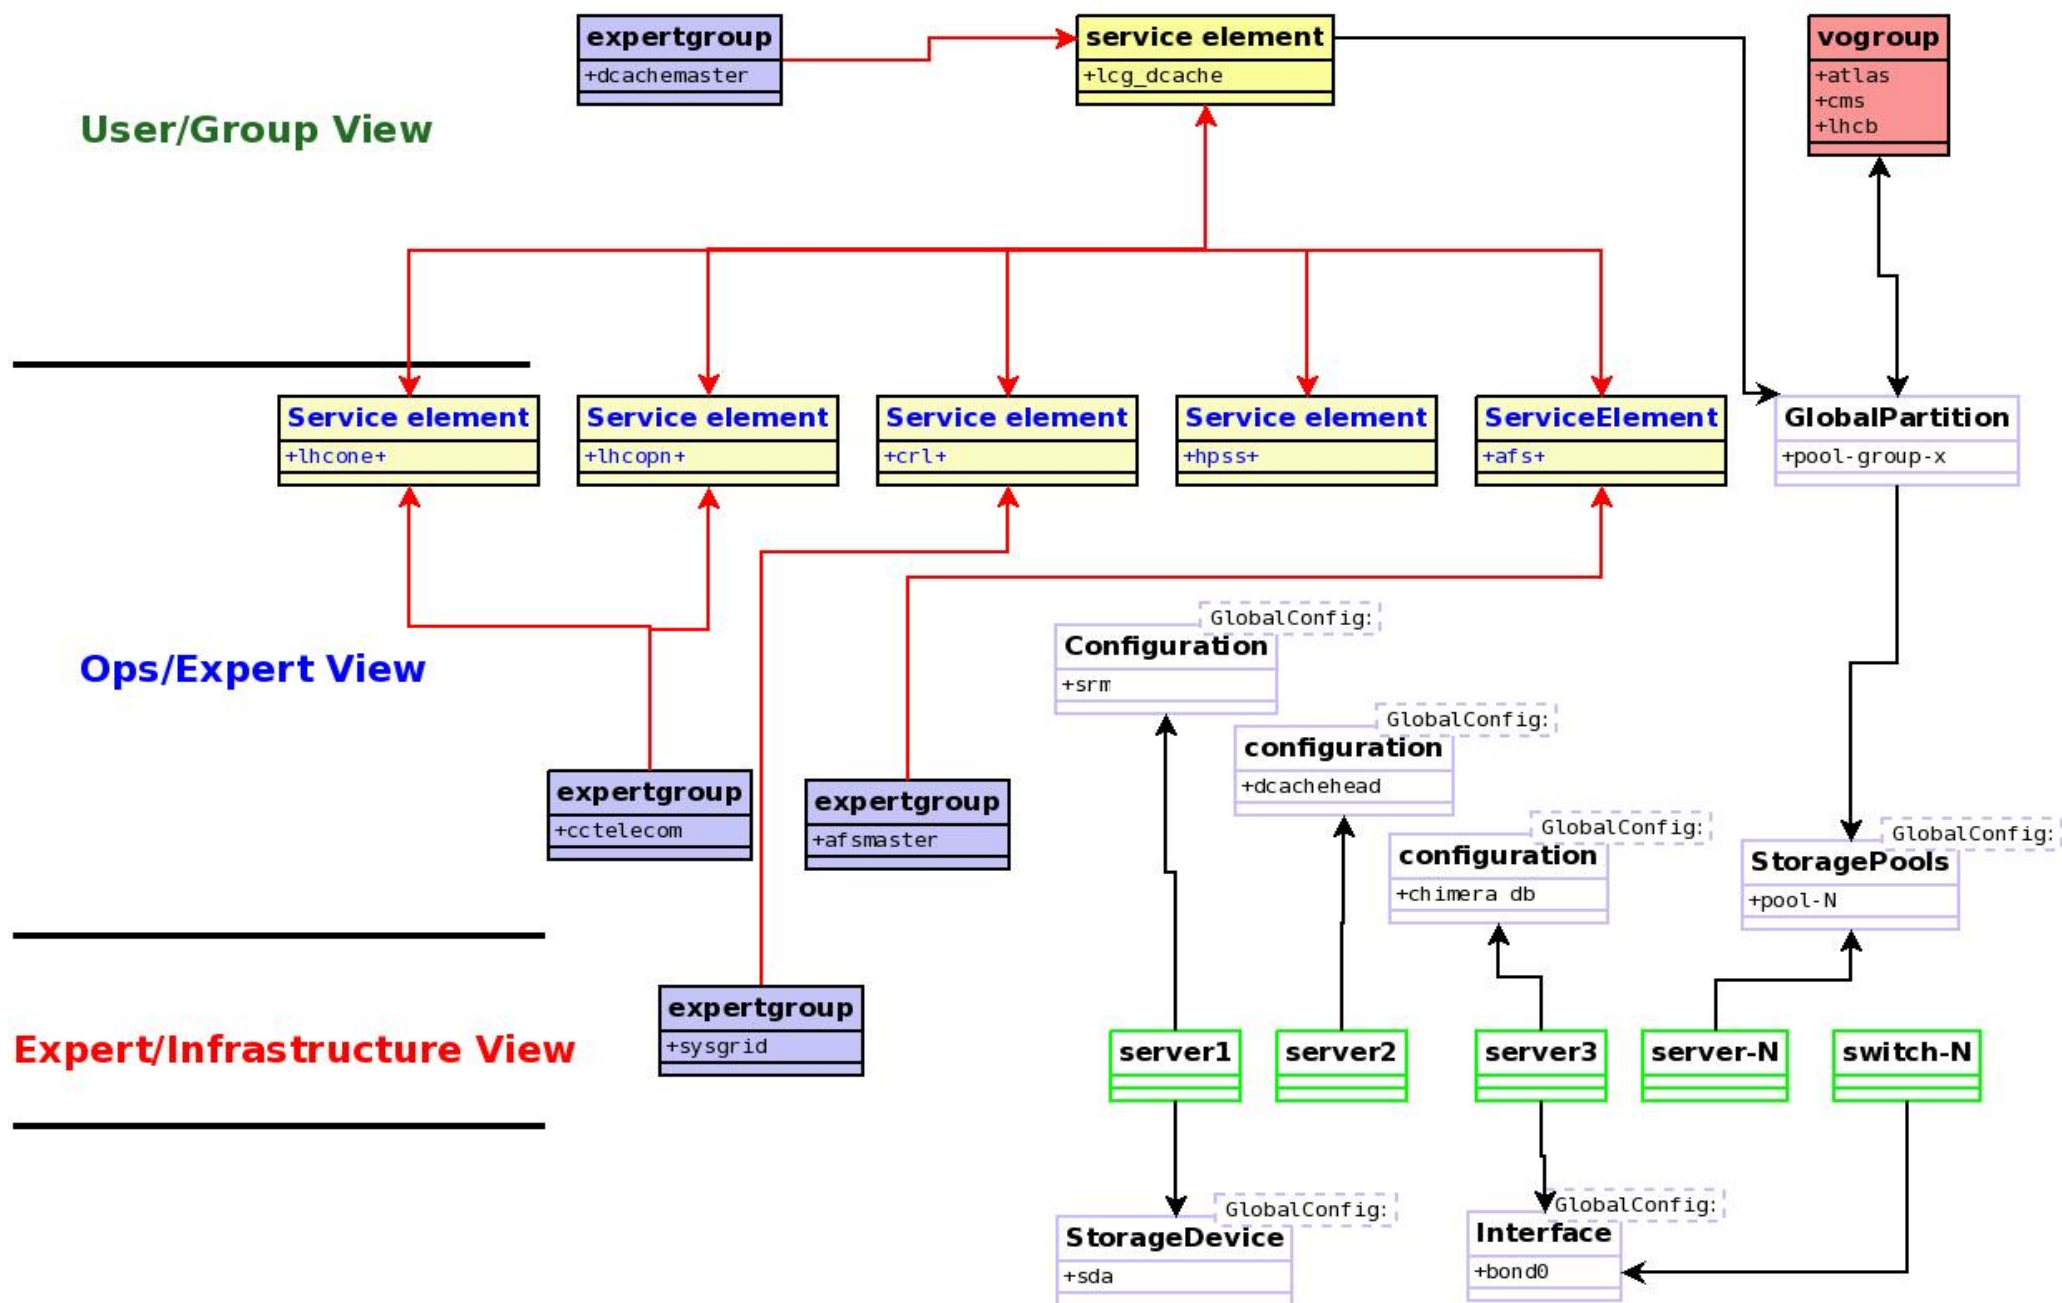 expertgroup
+dcachemaster
service element
+lcg_dcache
vogroup
+atlas
+cms
+lhcb
User/Group View
Service element
+lhcone+
Service element
+lhcopn+
Service element
+crl+
Service element
+hpss+
ServiceElement
+afs+
GlobalPartition
+pool-group-x
Ops/Expert View
GlobalConfig:
Configuration
+srm
GlobalConfig:
configuration
+dcachehead
expertgroup
+cctelecom
expertgroup
+afsmaster
GlobalConfig:
configuration
+chimera db
GlobalConfig:
StoragePools
+pool-N
Expert/Infrastructure View
expertgroup
+sysgrid
server1
server2
server3
server-N
switch-N
GlobalConfig:
StorageDevice
+sda
GlobalConfig:
Interface
+bond0